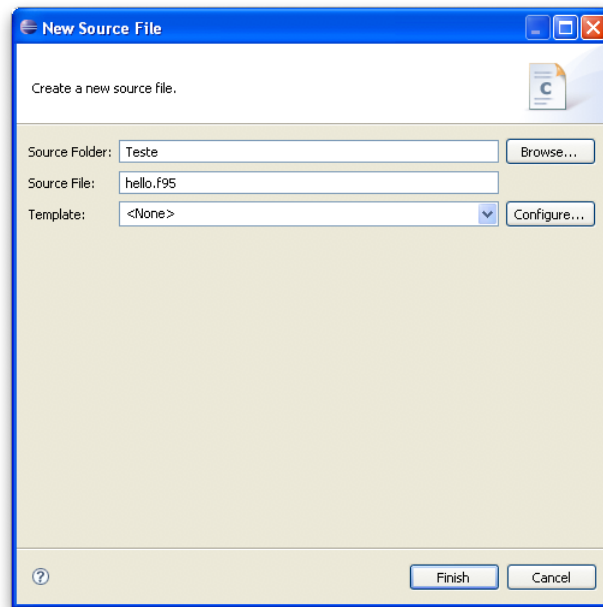 New Source File
Create a new source file.
C
Source Folder: Teste Browse...
Source File: hello.f95
Template: <None> Configure...
? Finish Cancel